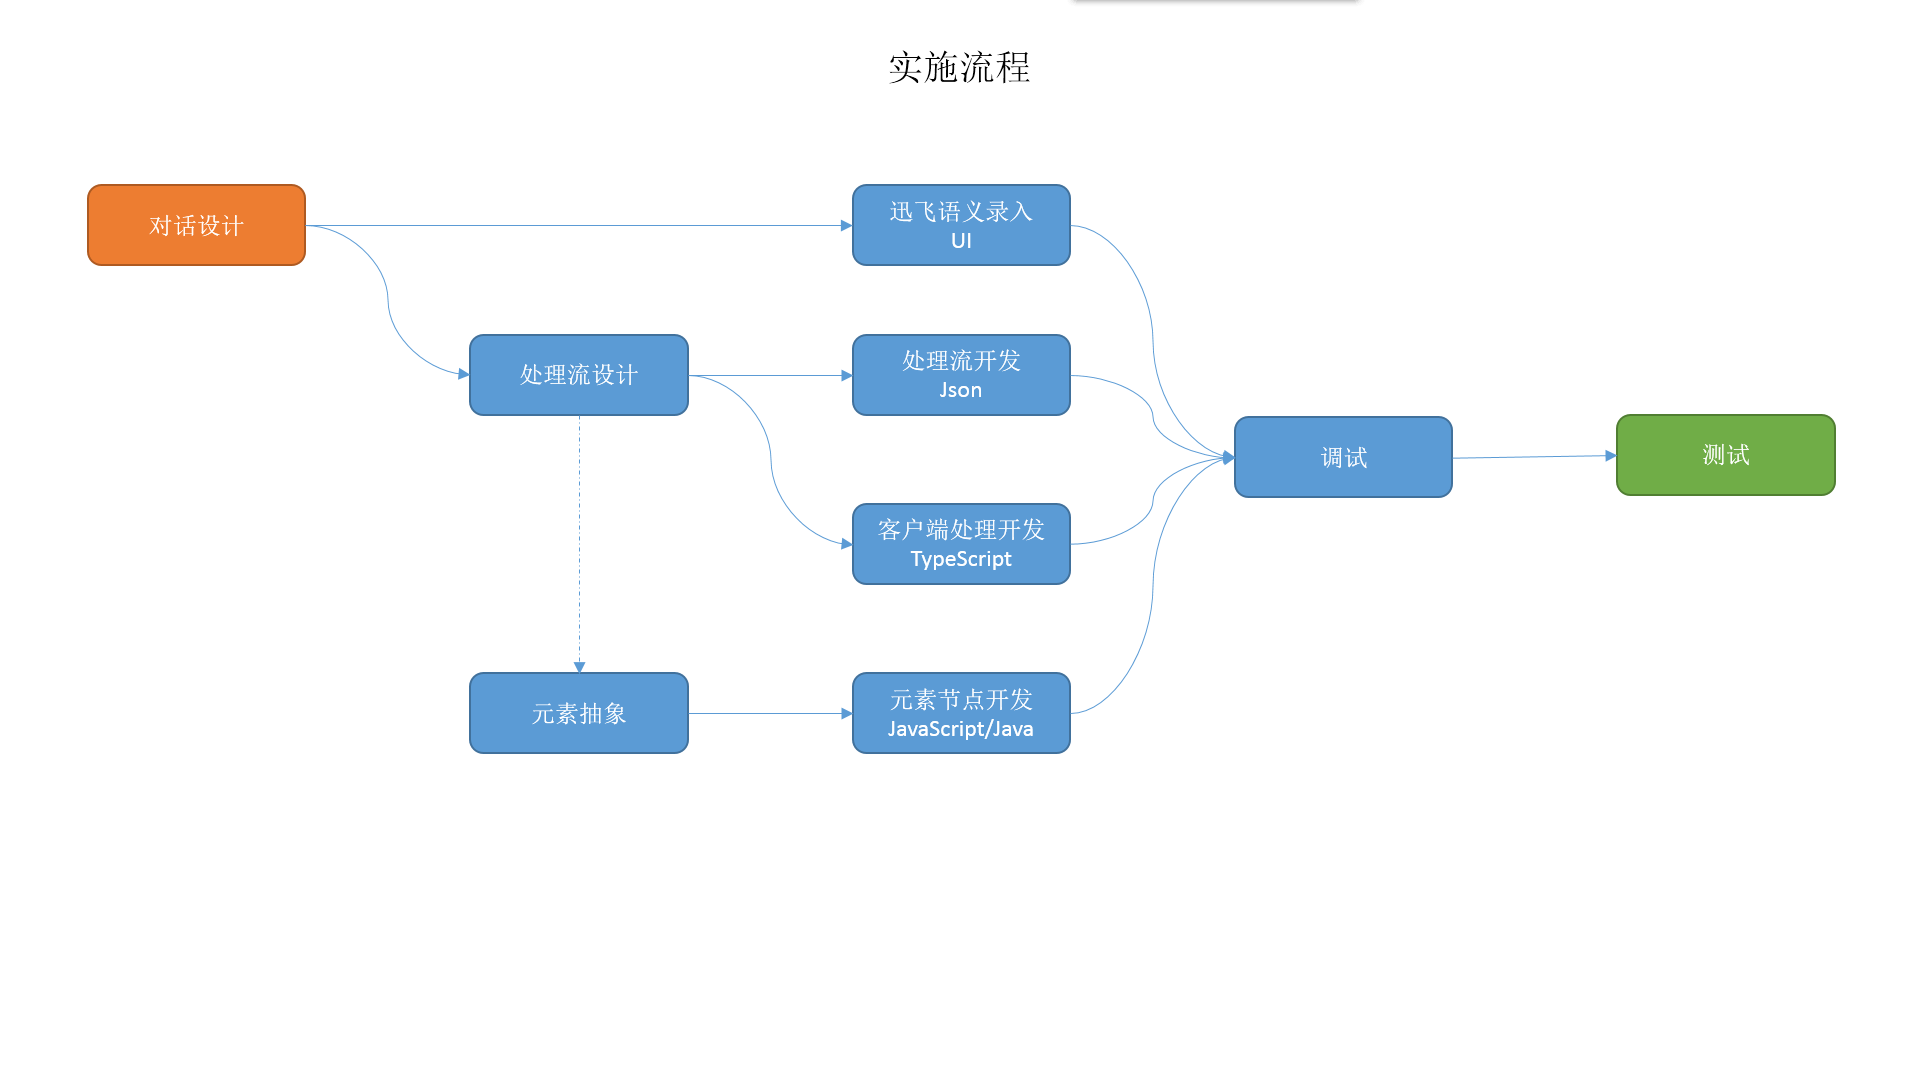 实施流程
对话设计
迅飞语义录入
UI
处理流设计
处理流开发
Json
调试
测试
客户端处理开发
TypeScript
元素抽象
元素节点开发
JavaScript/Java